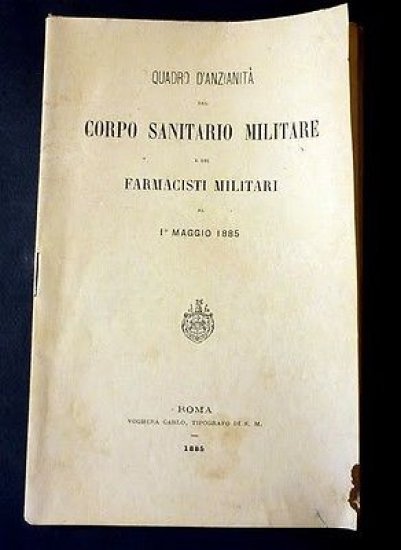 QUADRO D'ANZIANITÀ
DEL
CORPO SANITARIO MILITARE
E DEI
FARMACISTI MILITARI
AL
1° MAGGIO 1885
ROMA
VOGHERA CARLO, TIPOGRAFO DI S. M.
1885